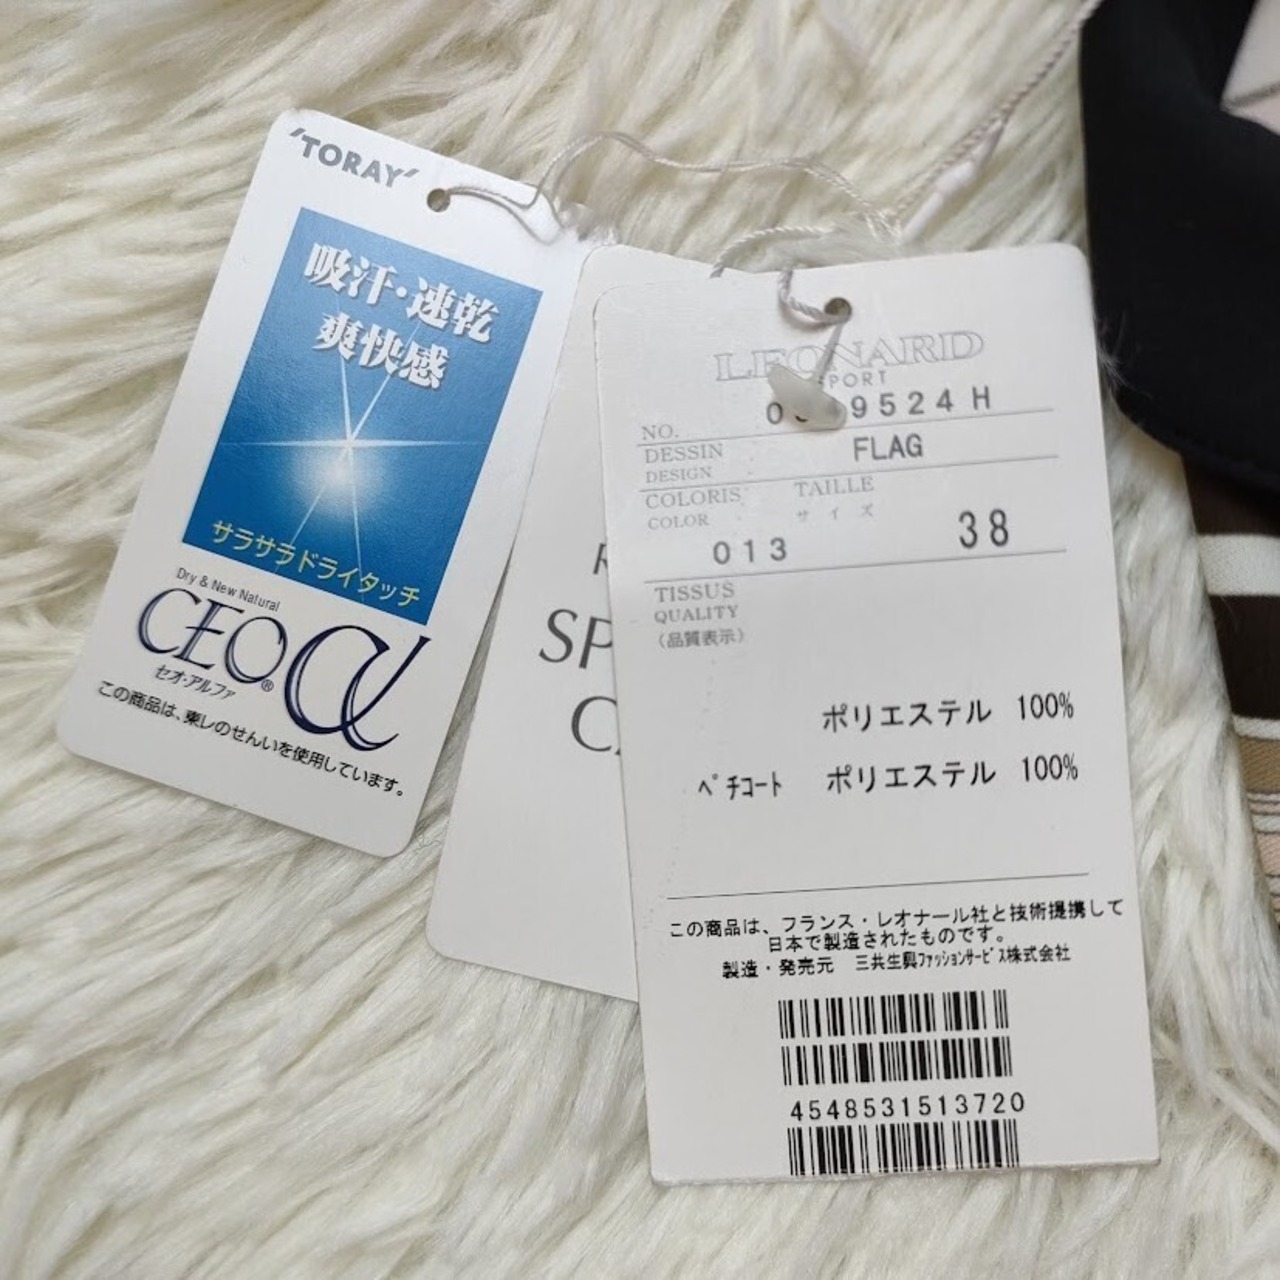 'TORAY'
吸汗・速乾
爽快感
サラサラドライタッチ
Dry & New Natural
CEO® α
セオ・アルファ
この商品は、東レのせんいを使用しています。
LEONARD
SPORT
NO. 9524 H
DESSIN
DESIGN
FLAG
COLORIS
COLOR
013
TAILLE
サイズ
38
TISSUS
QUALITY
(品質表示)
ポリエステル 100%
ペチコート ポリエステル 100%
この商品は、フランス・レオナール社と技術提携して
日本で製造されたものです。
製造・発売元 三共生興ファッションサービス株式会社
4548531513720